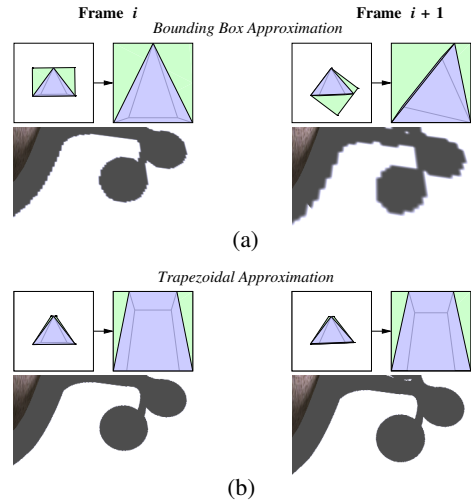 Frame i Frame i + 1
Bounding Box Approximation
(a)
Trapezoidal Approximation
(b)